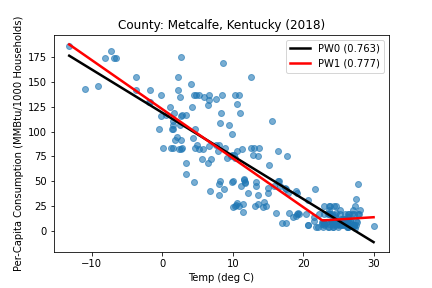 County: Metcalfe, Kentucky (2018)
Per-Capita Consumption (MMBtu/1000 Households)
175
150
125
100
75
50
25
0
PW0 (0.763)
PW1 (0.777)
−10
0
10
20
30
Temp (deg C)